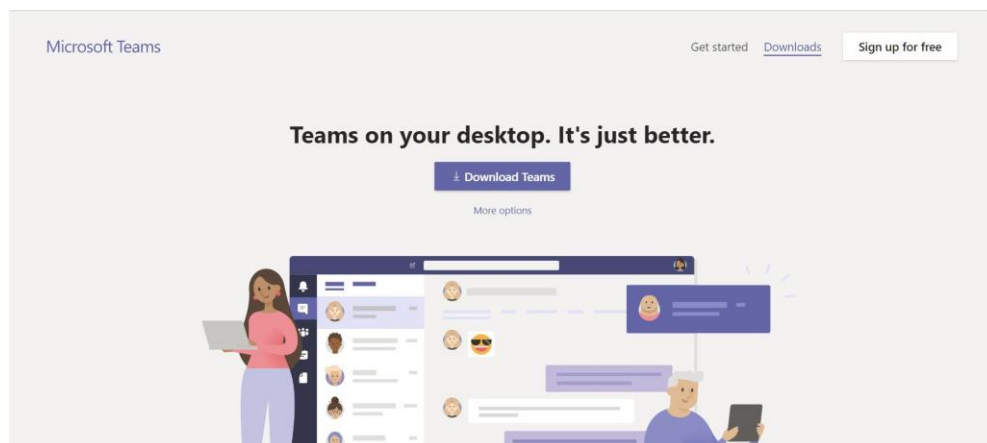 Microsoft Teams
Get started Downloads Sign up for free
Teams on your desktop. It's just better.
Download Teams
More options